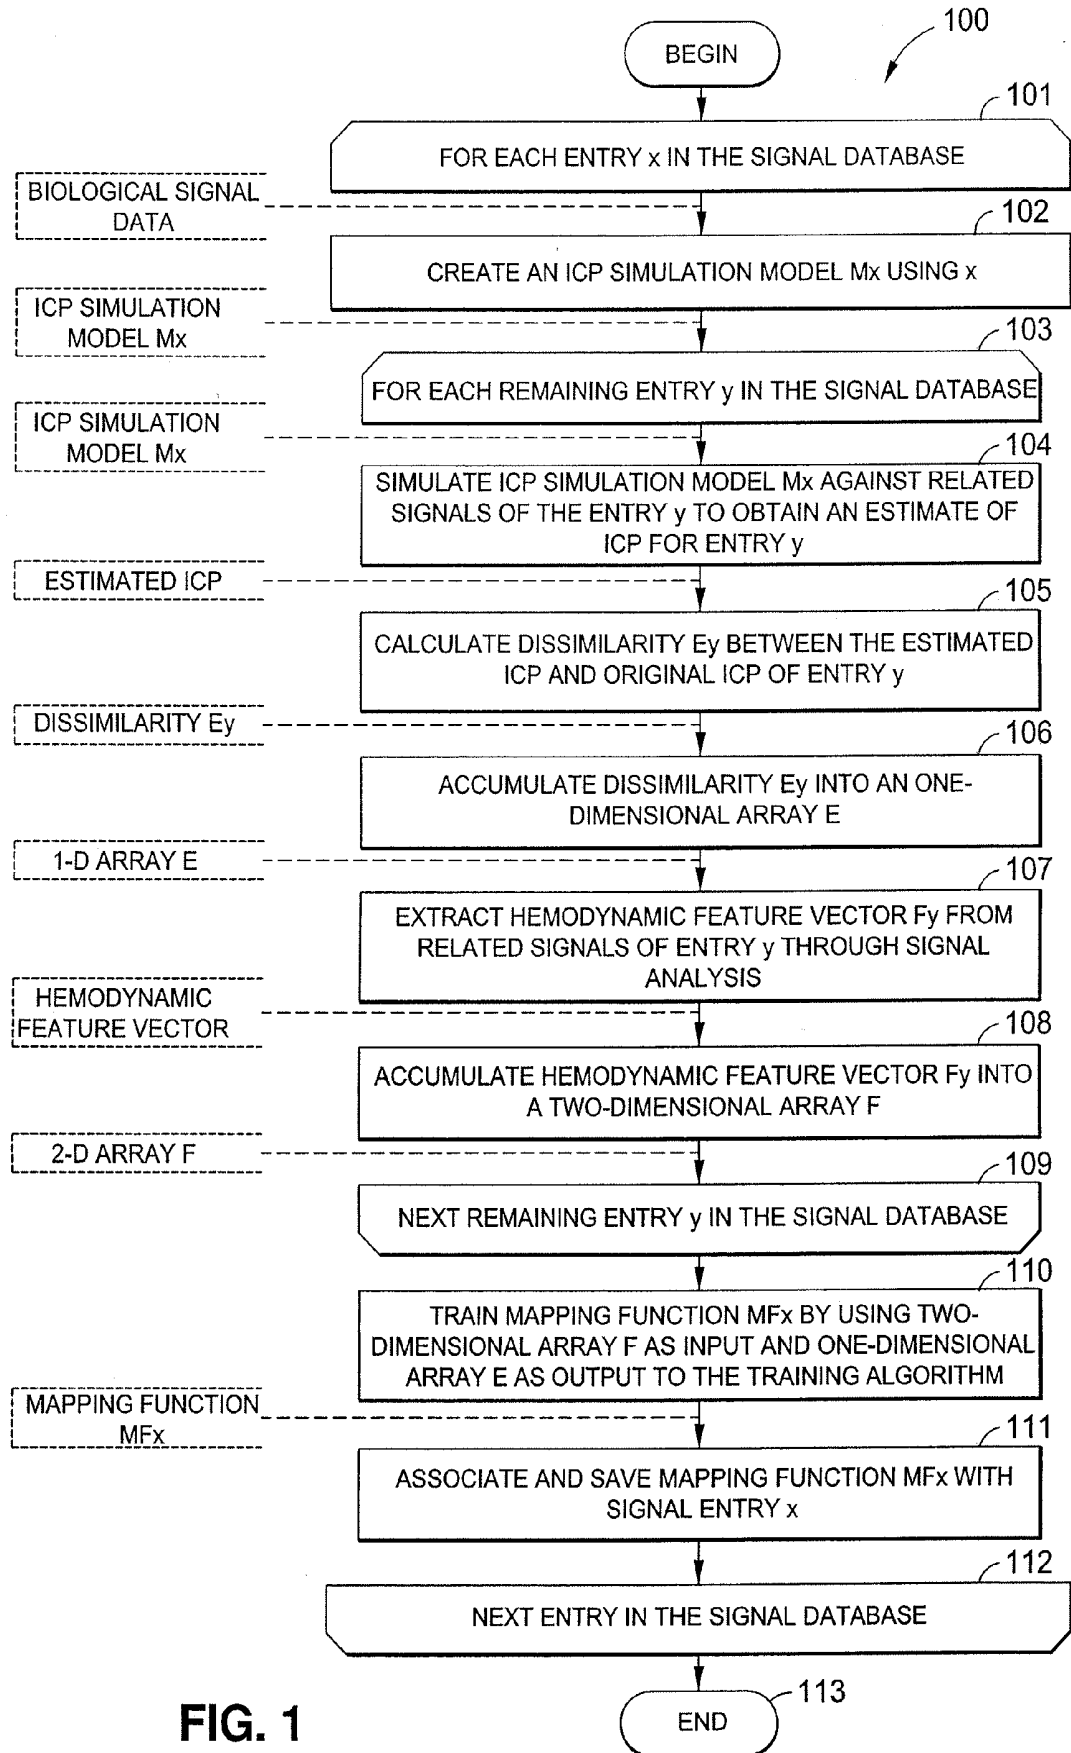 100
BEGIN
101
FOR EACH ENTRY x IN THE SIGNAL DATABASE
BIOLOGICAL SIGNAL
DATA
102
CREATE AN ICP SIMULATION MODEL Mx USING x
ICP SIMULATION
MODEL Mx
103
FOR EACH REMAINING ENTRY y IN THE SIGNAL DATABASE
ICP SIMULATION
MODEL Mx
104
SIMULATE ICP SIMULATION MODEL Mx AGAINST RELATED
SIGNALS OF THE ENTRY y TO OBTAIN AN ESTIMATE OF
ICP FOR ENTRY y
ESTIMATED ICP
105
CALCULATE DISSIMILARITY Ey BETWEEN THE ESTIMATED
ICP AND ORIGINAL ICP OF ENTRY y
DISSIMILARITY Ey
106
ACCUMULATE DISSIMILARITY Ey INTO AN ONE-
DIMENSIONAL ARRAY E
1-D ARRAY E
107
EXTRACT HEMODYNAMIC FEATURE VECTOR Fy FROM
RELATED SIGNALS OF ENTRY y THROUGH SIGNAL
ANALYSIS
HEMODYNAMIC
FEATURE VECTOR
108
ACCUMULATE HEMODYNAMIC FEATURE VECTOR Fy INTO
A TWO-DIMENSIONAL ARRAY F
2-D ARRAY F
109
NEXT REMAINING ENTRY y IN THE SIGNAL DATABASE
110
TRAIN MAPPING FUNCTION MFx BY USING TWO-
DIMENSIONAL ARRAY F AS INPUT AND ONE-DIMENSIONAL
ARRAY E AS OUTPUT TO THE TRAINING ALGORITHM
MAPPING FUNCTION
MFx
111
ASSOCIATE AND SAVE MAPPING FUNCTION MFx WITH
SIGNAL ENTRY x
112
NEXT ENTRY IN THE SIGNAL DATABASE
113
END
FIG. 1